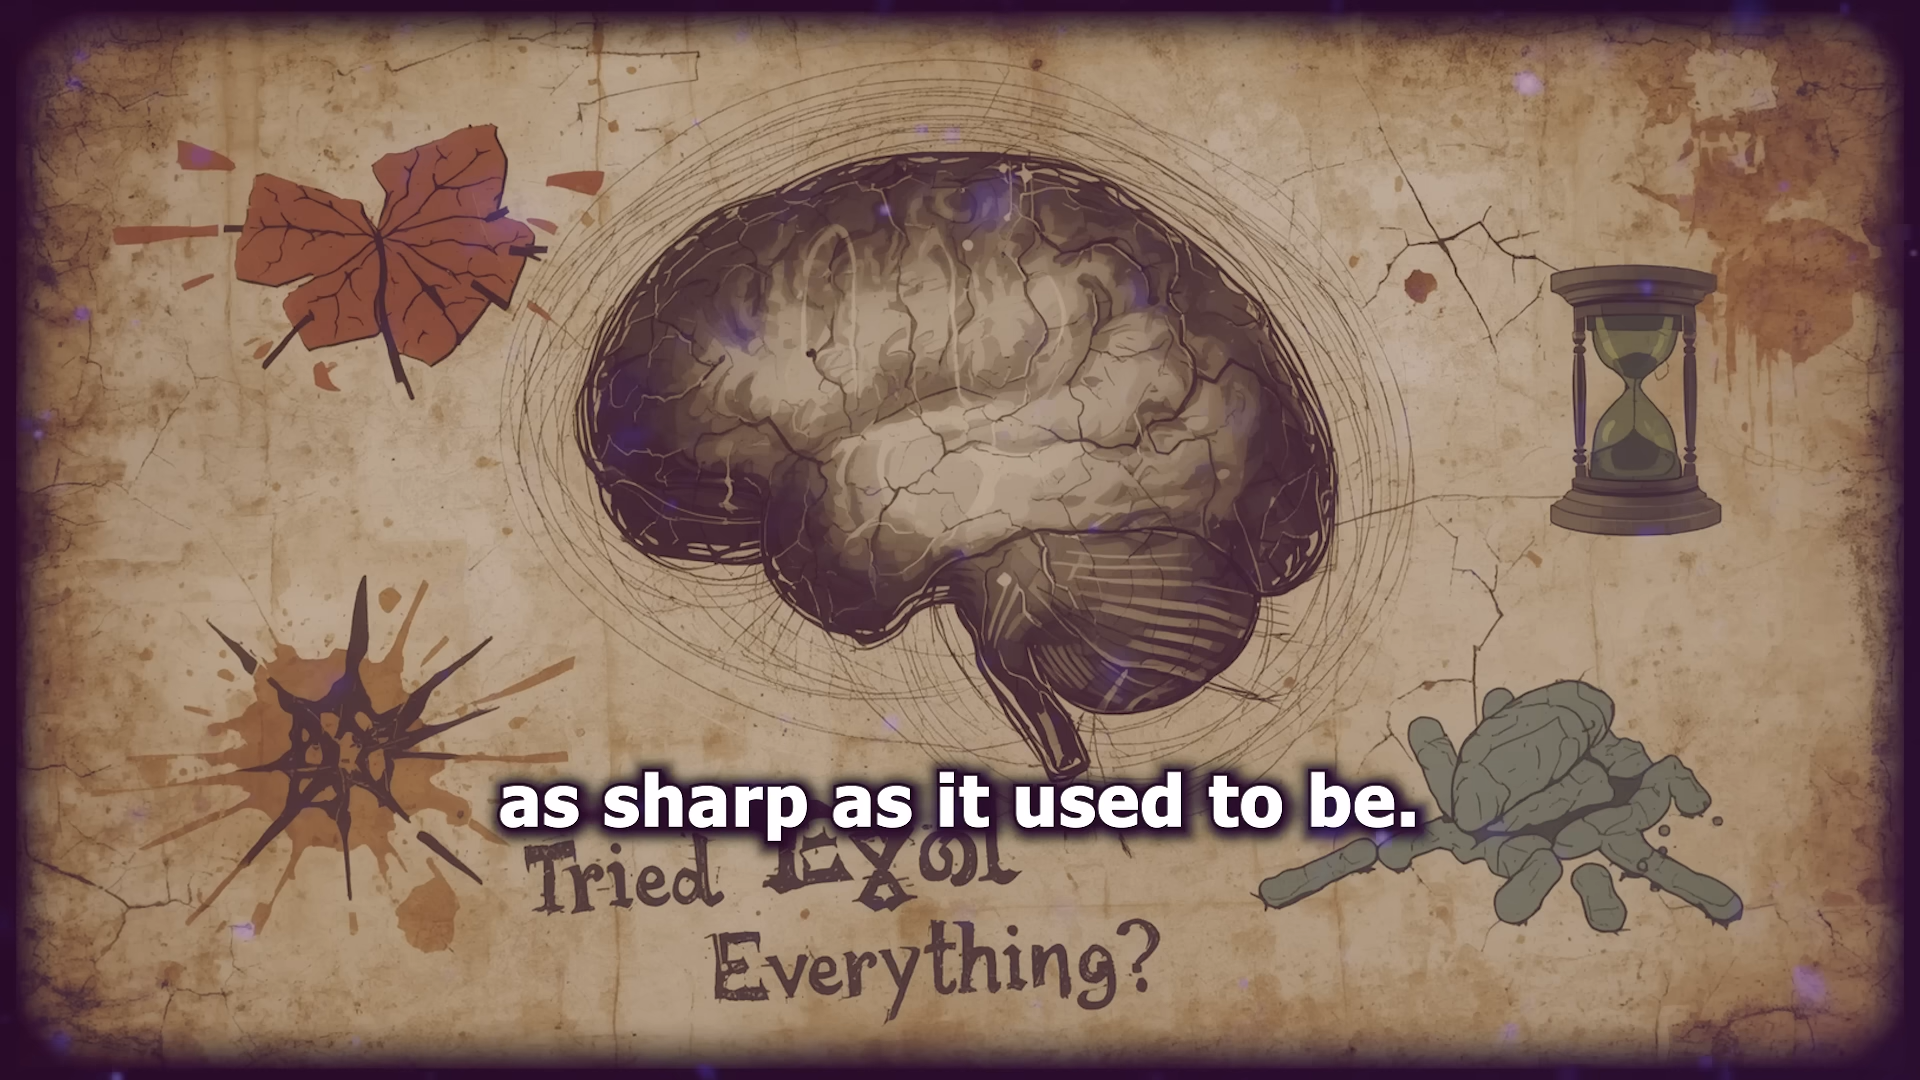 as sharp as it used to be.
Tried
Everything?